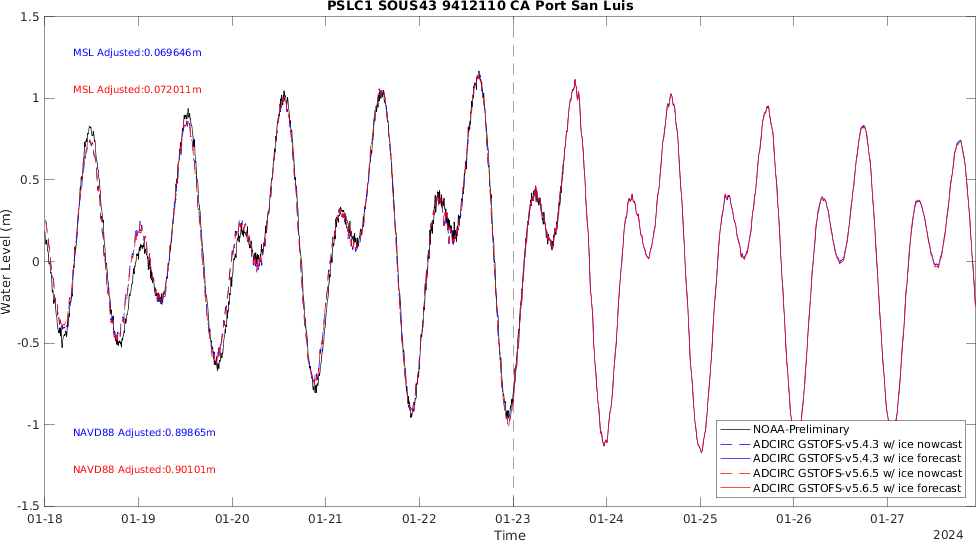 PSLC1 SOUS43 9412110 CA Port San Luis
1.5
MSL Adjusted:0.069646m
MSL Adjusted:0.072011m
1
0.5
0
-0.5
-1
-1.5
Water Level (m)
NAVD88 Adjusted:0.89865m
NAVD88 Adjusted:0.90101m
NOAA-Preliminary
ADCIRC GSTOFS-v5.4.3 w/ ice nowcast
ADCIRC GSTOFS-v5.4.3 w/ ice forecast
ADCIRC GSTOFS-v5.6.5 w/ ice nowcast
ADCIRC GSTOFS-v5.6.5 w/ ice forecast
01-18 01-19 01-20 01-21 01-22 01-23 01-24 01-25 01-26 01-27
Time
2024